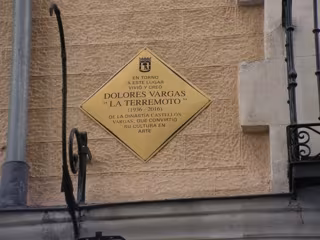 EN TORNO
A ESTE LUGAR
VIVIÓ Y CREÓ
DOLORES VARGAS
"LA TERREMOTO"
(1936 - 2016)
DE LA DINASTÍA CASTELLÓN
VARGAS, QUE CONVIRTIÓ
SU CULTURA EN
ARTE